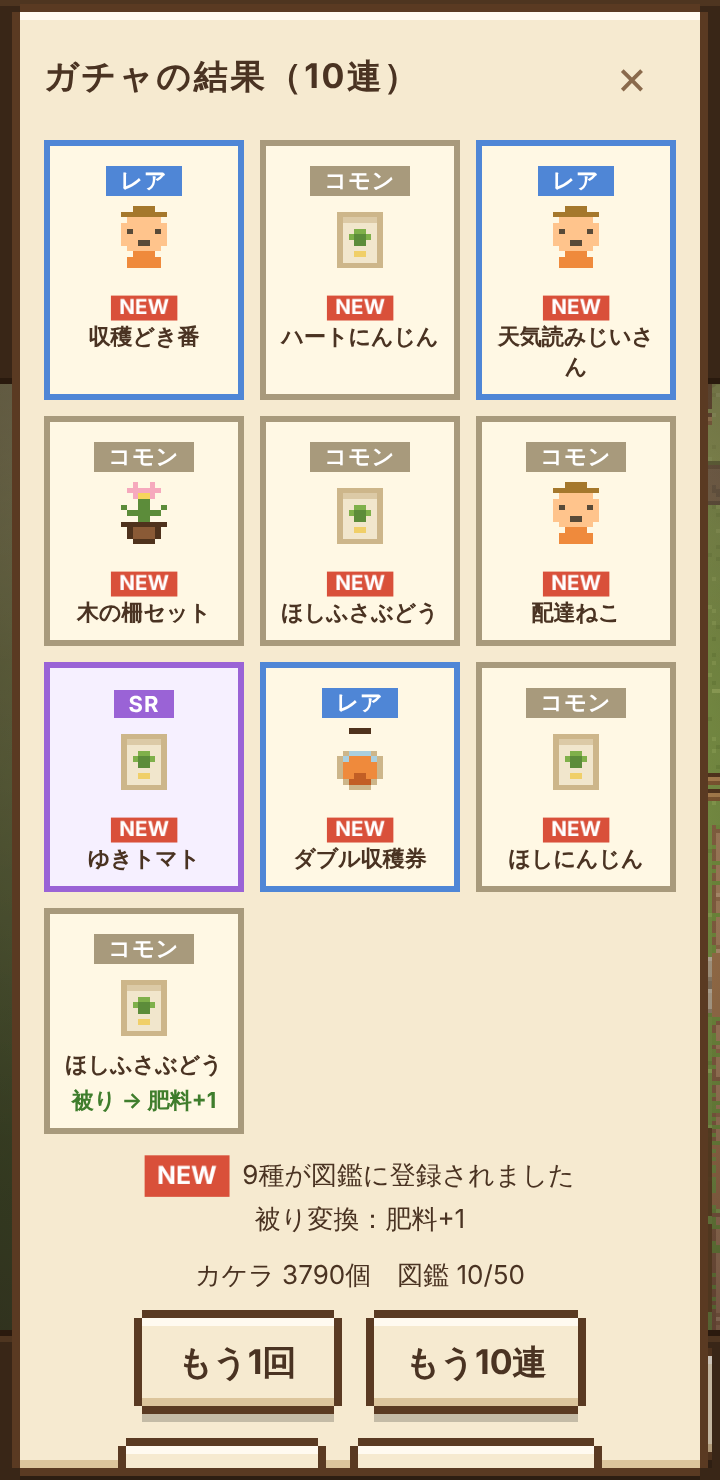 ガチャの結果（10連）
×
レア
NEW
収穫どき番
コモン
NEW
ハートにんじん
レア
NEW
天気読みじいさ
ん
コモン
NEW
木の柵セット
コモン
NEW
ほしふさぶどう
コモン
NEW
配達ねこ
SR
NEW
ゆきトマト
レア
NEW
ダブル収穫券
コモン
NEW
ほしにんじん
コモン
ほしふさぶどう
被り → 肥料+1
NEW 9種が図鑑に登録されました
被り変換：肥料+1
カケラ 3790個　図鑑 10/50
もう1回
もう10連